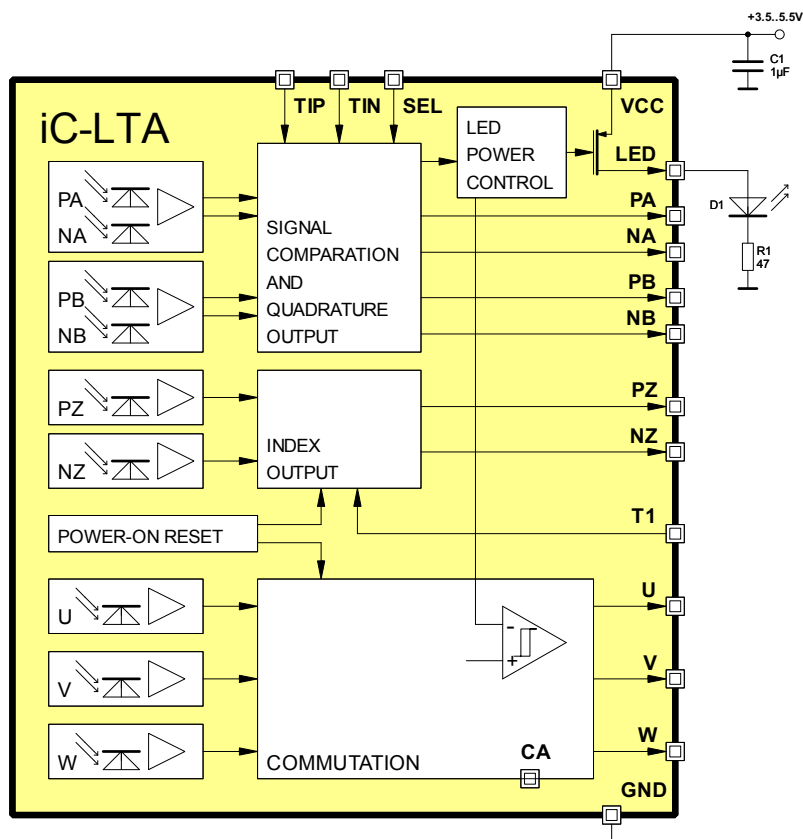 +3.5..5.5V
C1
1µF
iC-LTA
TIP
TIN
SEL
VCC
LED
POWER
CONTROL
LED
PA
NA
SIGNAL
COMPARATION
AND
QUADRATURE
OUTPUT
PA
NA
D1
R1
47
PB
NB
PB
NB
PZ
NZ
INDEX
OUTPUT
PZ
NZ
POWER-ON RESET
T1
U
V
W
-
+
COMMUTATION
CA
U
V
W
GND